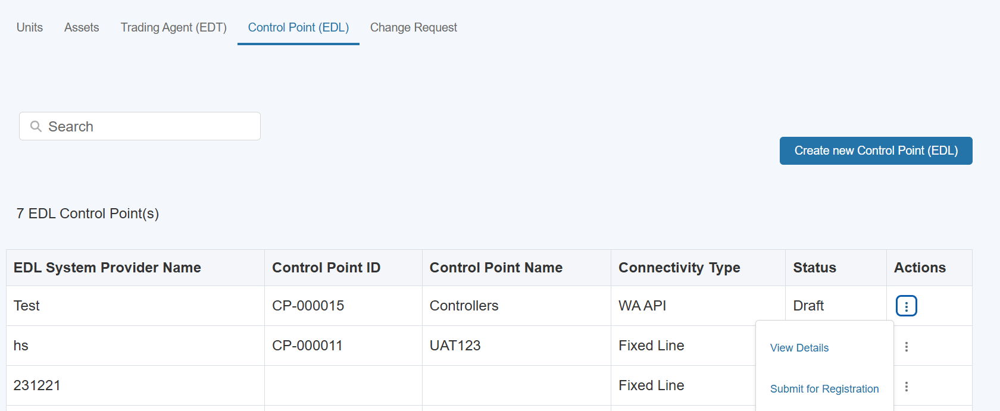 Units Assets Trading Agent (EDT) Control Point (EDL) Change Request
Search
Create new Control Point (EDL)
7 EDL Control Point(s)
EDL System Provider Name Control Point ID Control Point Name Connectivity Type Status Actions
Test CP-000015 Controllers WA API Draft
hs CP-000011 UAT123 Fixed Line
View Details
231221 Fixed Line
Submit for Registration